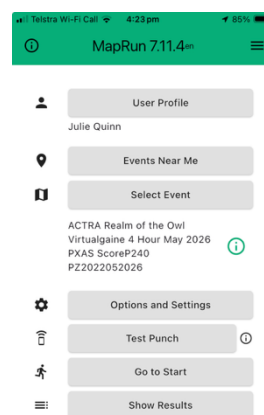 Telstra Wi-Fi Call 4:23 pm 85%
MapRun 7.11.4en
User Profile
Julie Quinn
Events Near Me
Select Event
ACTRA Realm of the Owl
Virtualgaine 4 Hour May 2026
PXAS ScoreP240
PZ2022052026
Options and Settings
Test Punch
Go to Start
Show Results